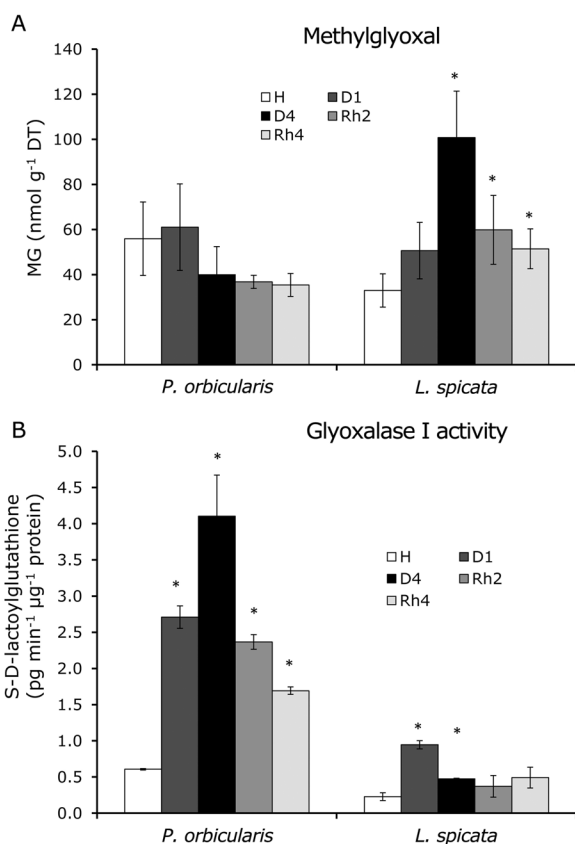 A
Methylglyoxal
140
120
100
80
60
40
20
0
MG (nmol g⁻¹ DT)
H D1
D4 Rh2
Rh4
*
*
*
P. orbicularis L. spicata
B
Glyoxalase I activity
5.0
4.5
4.0
3.5
3.0
2.5
2.0
1.5
1.0
0.5
0.0
S-D-lactoylglutathione
(pg min⁻¹ µg⁻¹ protein)
*
*
*
*
H D1
D4 Rh2
Rh4
* *
P. orbicularis L. spicata